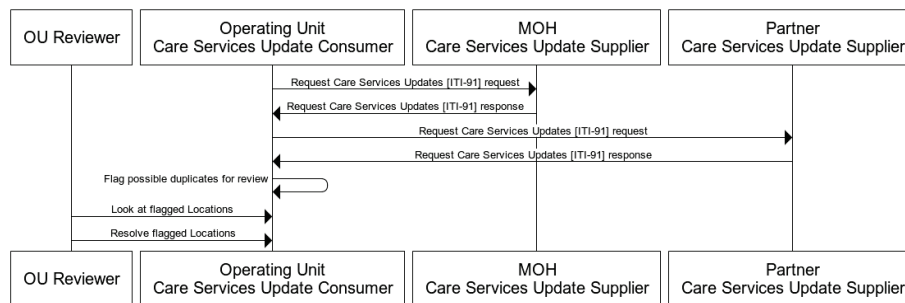 OU Reviewer
Operating Unit
Care Services Update Consumer
MOH
Care Services Update Supplier
Partner
Care Services Update Supplier
Request Care Services Updates [ITI-91] request
Request Care Services Updates [ITI-91] response
Request Care Services Updates [ITI-91] request
Request Care Services Updates [ITI-91] response
Flag possible duplicates for review
Look at flagged Locations
Resolve flagged Locations
OU Reviewer
Operating Unit
Care Services Update Consumer
MOH
Care Services Update Supplier
Partner
Care Services Update Supplier